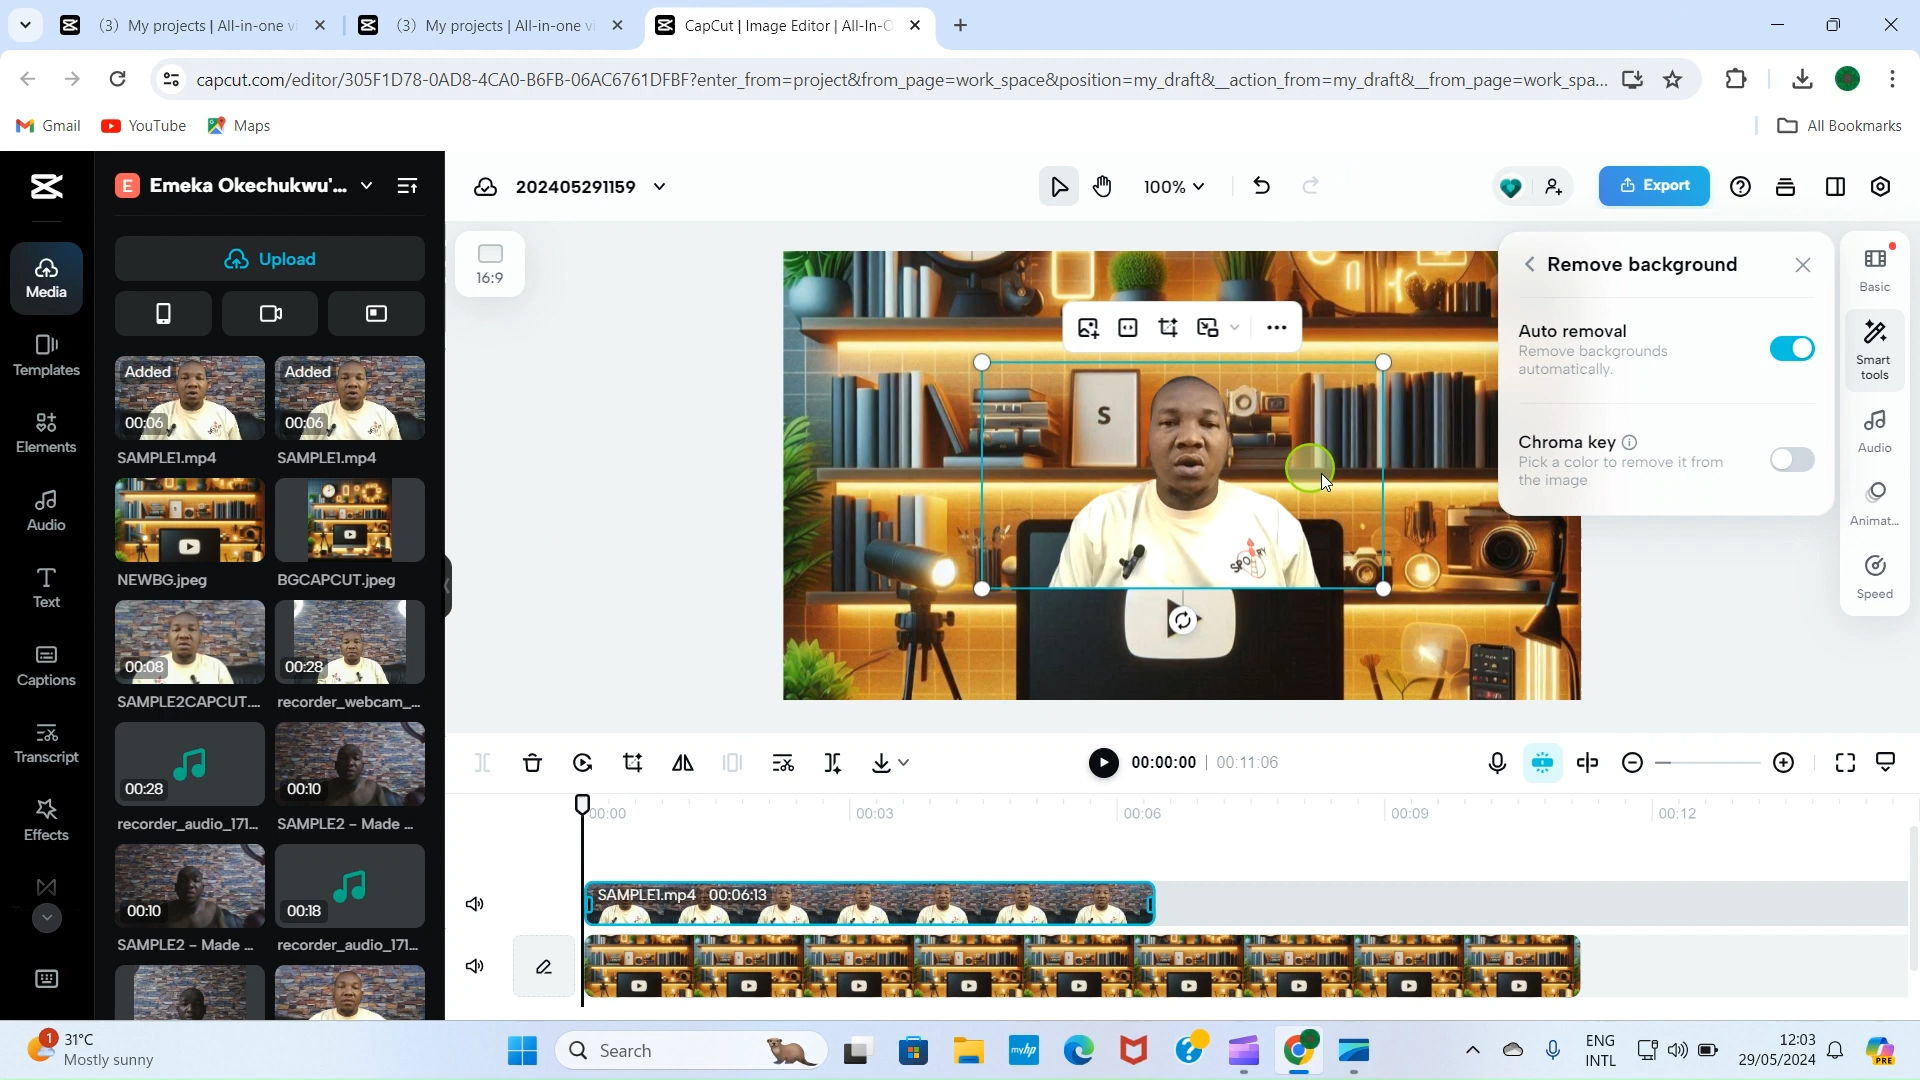 (3) My projects | All-in-one vi
(3) My projects | All-in-one vi
CapCut | Image Editor | All-In-O
capcut.com/editor/305F1D78-0AD8-4CA0-B6FB-06AC6761DFBF?enter_from=project&from_page=work_space&position=my_draft&__action_from=my_draft&__from_page=work_spa...
Gmail
YouTube
Maps
All Bookmarks
E
Emeka Okechukwu'...
202405291159
100%
Export
Upload
Media
Templates
Elements
Audio
Text
Captions
Transcript
Effects
Added
00:06
SAMPLE1.mp4
Added
00:06
SAMPLE1.mp4
NEWBG.jpeg
BGCAPCUT.jpeg
00:08
SAMPLE2CAPCUT....
00:28
recorder_webcam_...
00:28
recorder_audio_171...
00:10
SAMPLE2 - Made ...
00:10
SAMPLE2 - Made ...
00:18
recorder_audio_171...
16:9
S
Remove background
Auto removal
Remove backgrounds
automatically.
Chroma key
Pick a color to remove it from
the image
Basic
Smart
tools
Audio
Animat...
Speed
00:00:00 | 00:11:06
00:00
00:03
00:06
00:09
00:12
SAMPLE1.mp4 00:06:13
1
31°C
Mostly sunny
Search
myhp
ENG
INTL
12:03
29/05/2024
PRE